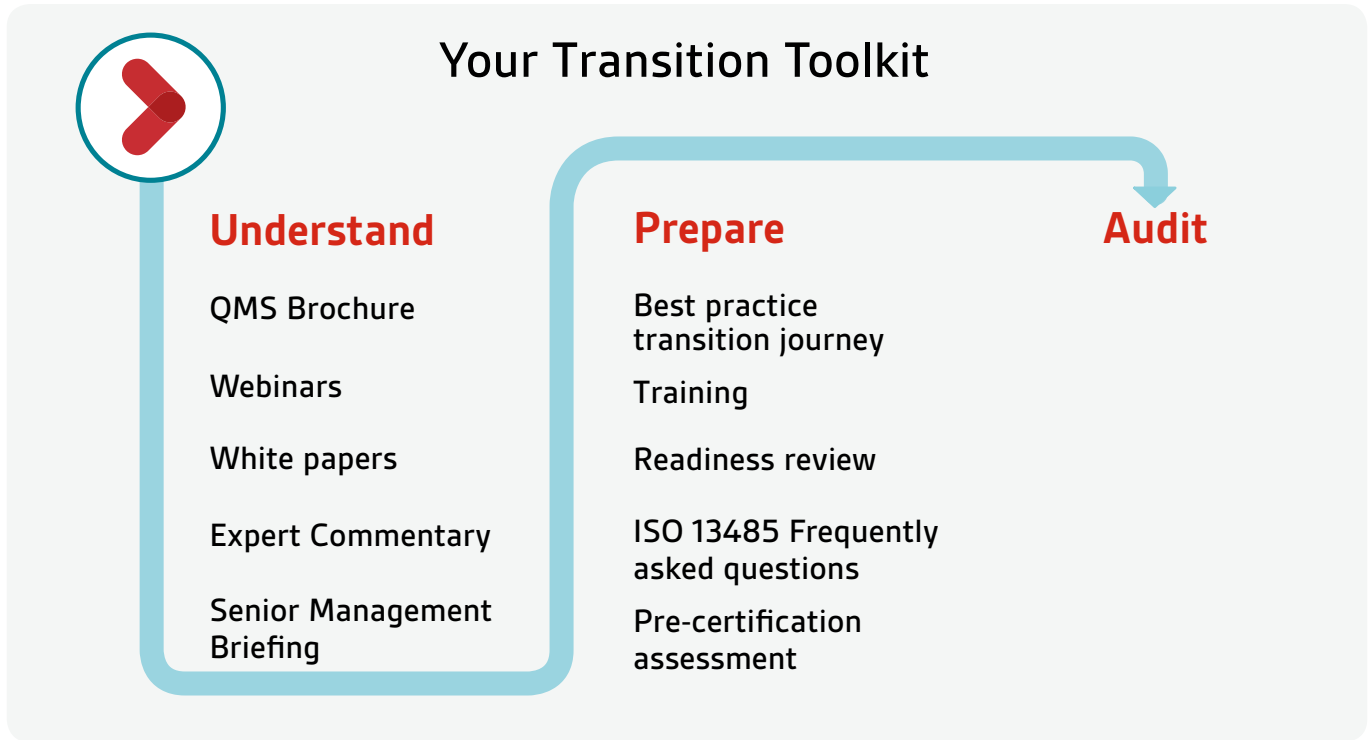 Your Transition Toolkit
Understand
QMS Brochure
Webinars
White papers
Expert Commentary
Senior Management
Briefing
Prepare
Best practice
transition journey
Training
Readiness review
ISO 13485 Frequently
asked questions
Pre-certification
assessment
Audit